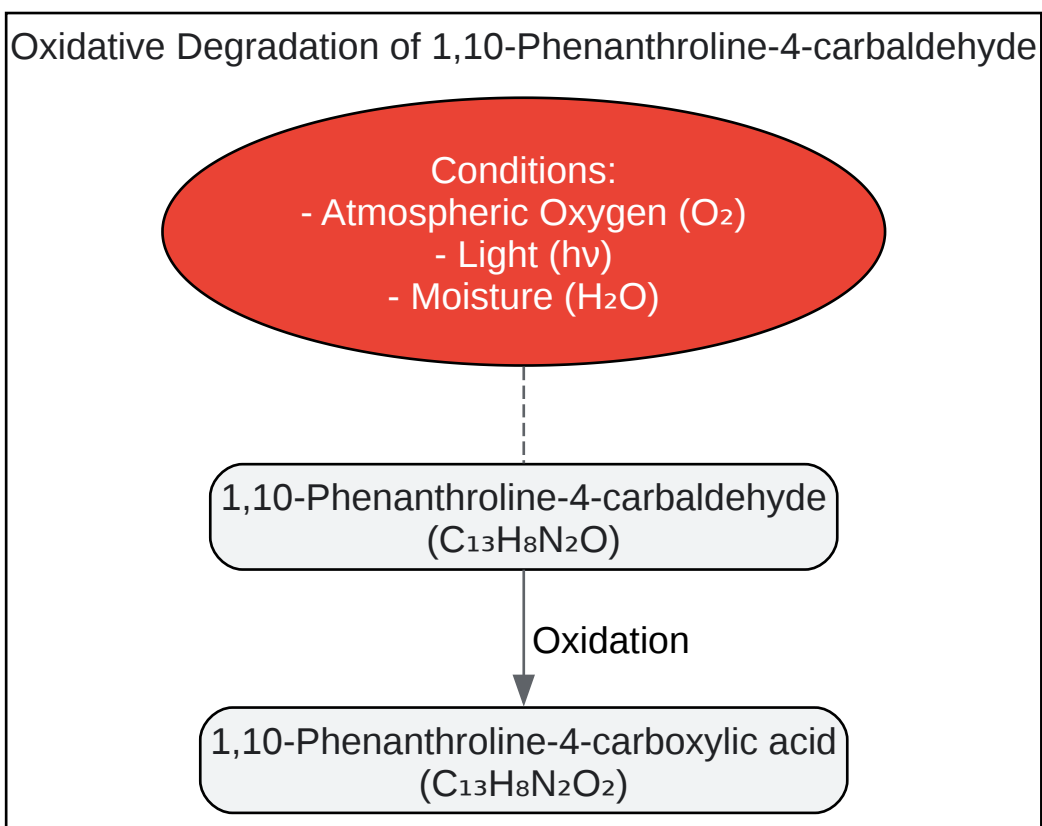 Oxidative Degradation of 1,10-Phenanthroline-4-carbaldehyde
Conditions:
- Atmospheric Oxygen (O₂)
- Light (hν)
- Moisture (H₂O)
1,10-Phenanthroline-4-carbaldehyde
(C₁₃H₈N₂O)
Oxidation
1,10-Phenanthroline-4-carboxylic acid
(C₁₃H₈N₂O₂)